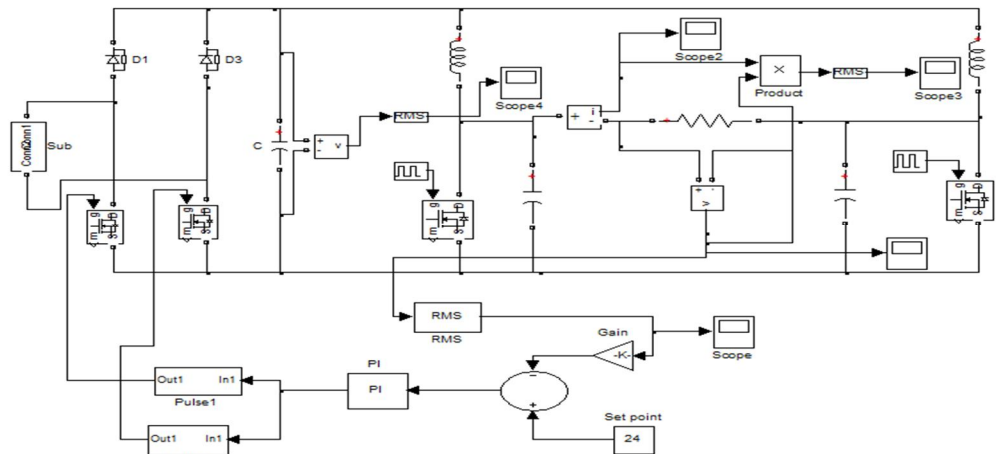 D1
D3
Scope2
Product
RMS
Scope3
RMS
Scope4
i
+
-
Conn1
Sub
C
+
-
v
g
D
m
S
g
D
m
S
g
D
m
S
g
D
m
S
+
-
v
RMS
RMS
Gain
-K-
Scope
PI
PI
Out1
In1
Pulse1
Out1
In1
Set point
24